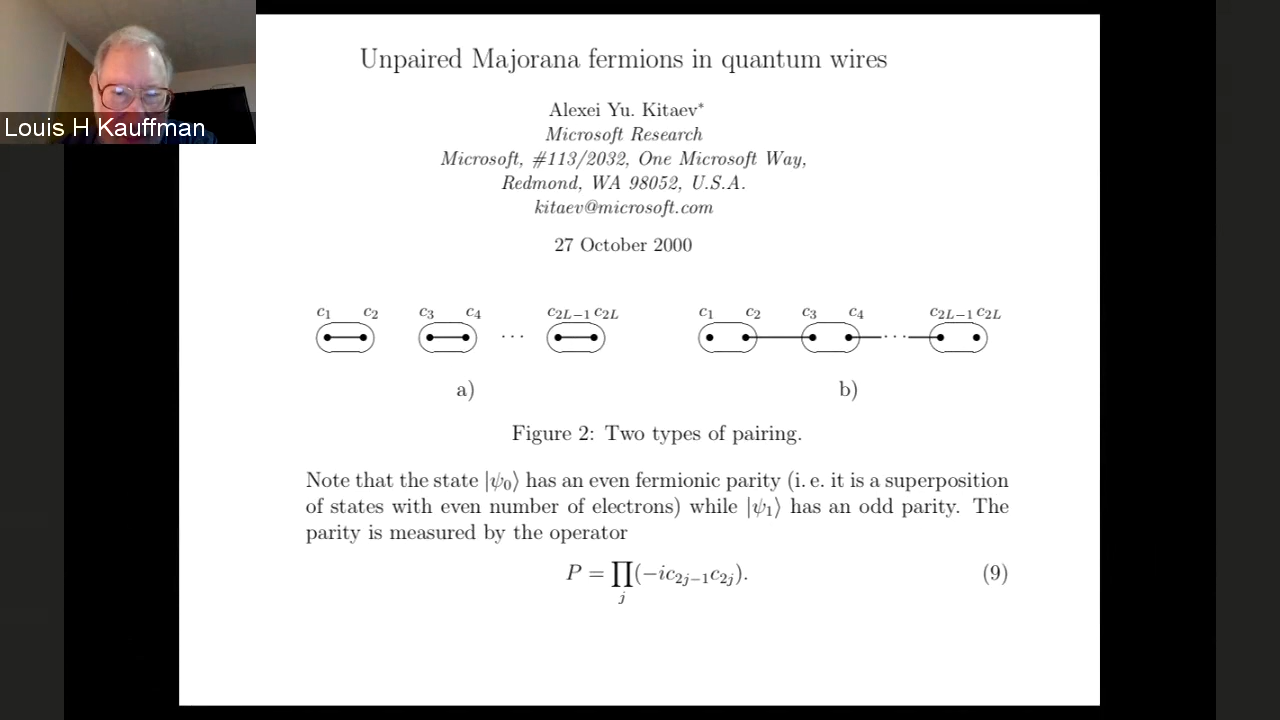 Louis H Kauffman
Unpaired Majorana fermions in quantum wires
Alexei Yu. Kitaev*
Microsoft Research
Microsoft, #113/2032, One Microsoft Way,
Redmond, WA 98052, U.S.A.
kitaev@microsoft.com
27 October 2000
c₁ c₂ c₃ c₄ c₂L₋₁ c₂L c₁ c₂ c₃ c₄ c₂L₋₁ c₂L
··· ···
a) b)
Figure 2: Two types of pairing.
Note that the state |ψ₀⟩ has an even fermionic parity (i. e. it is a superposition
of states with even number of electrons) while |ψ₁⟩ has an odd parity. The
parity is measured by the operator
P = ∏ⱼ(−ic₂ⱼ₋₁c₂ⱼ). (9)